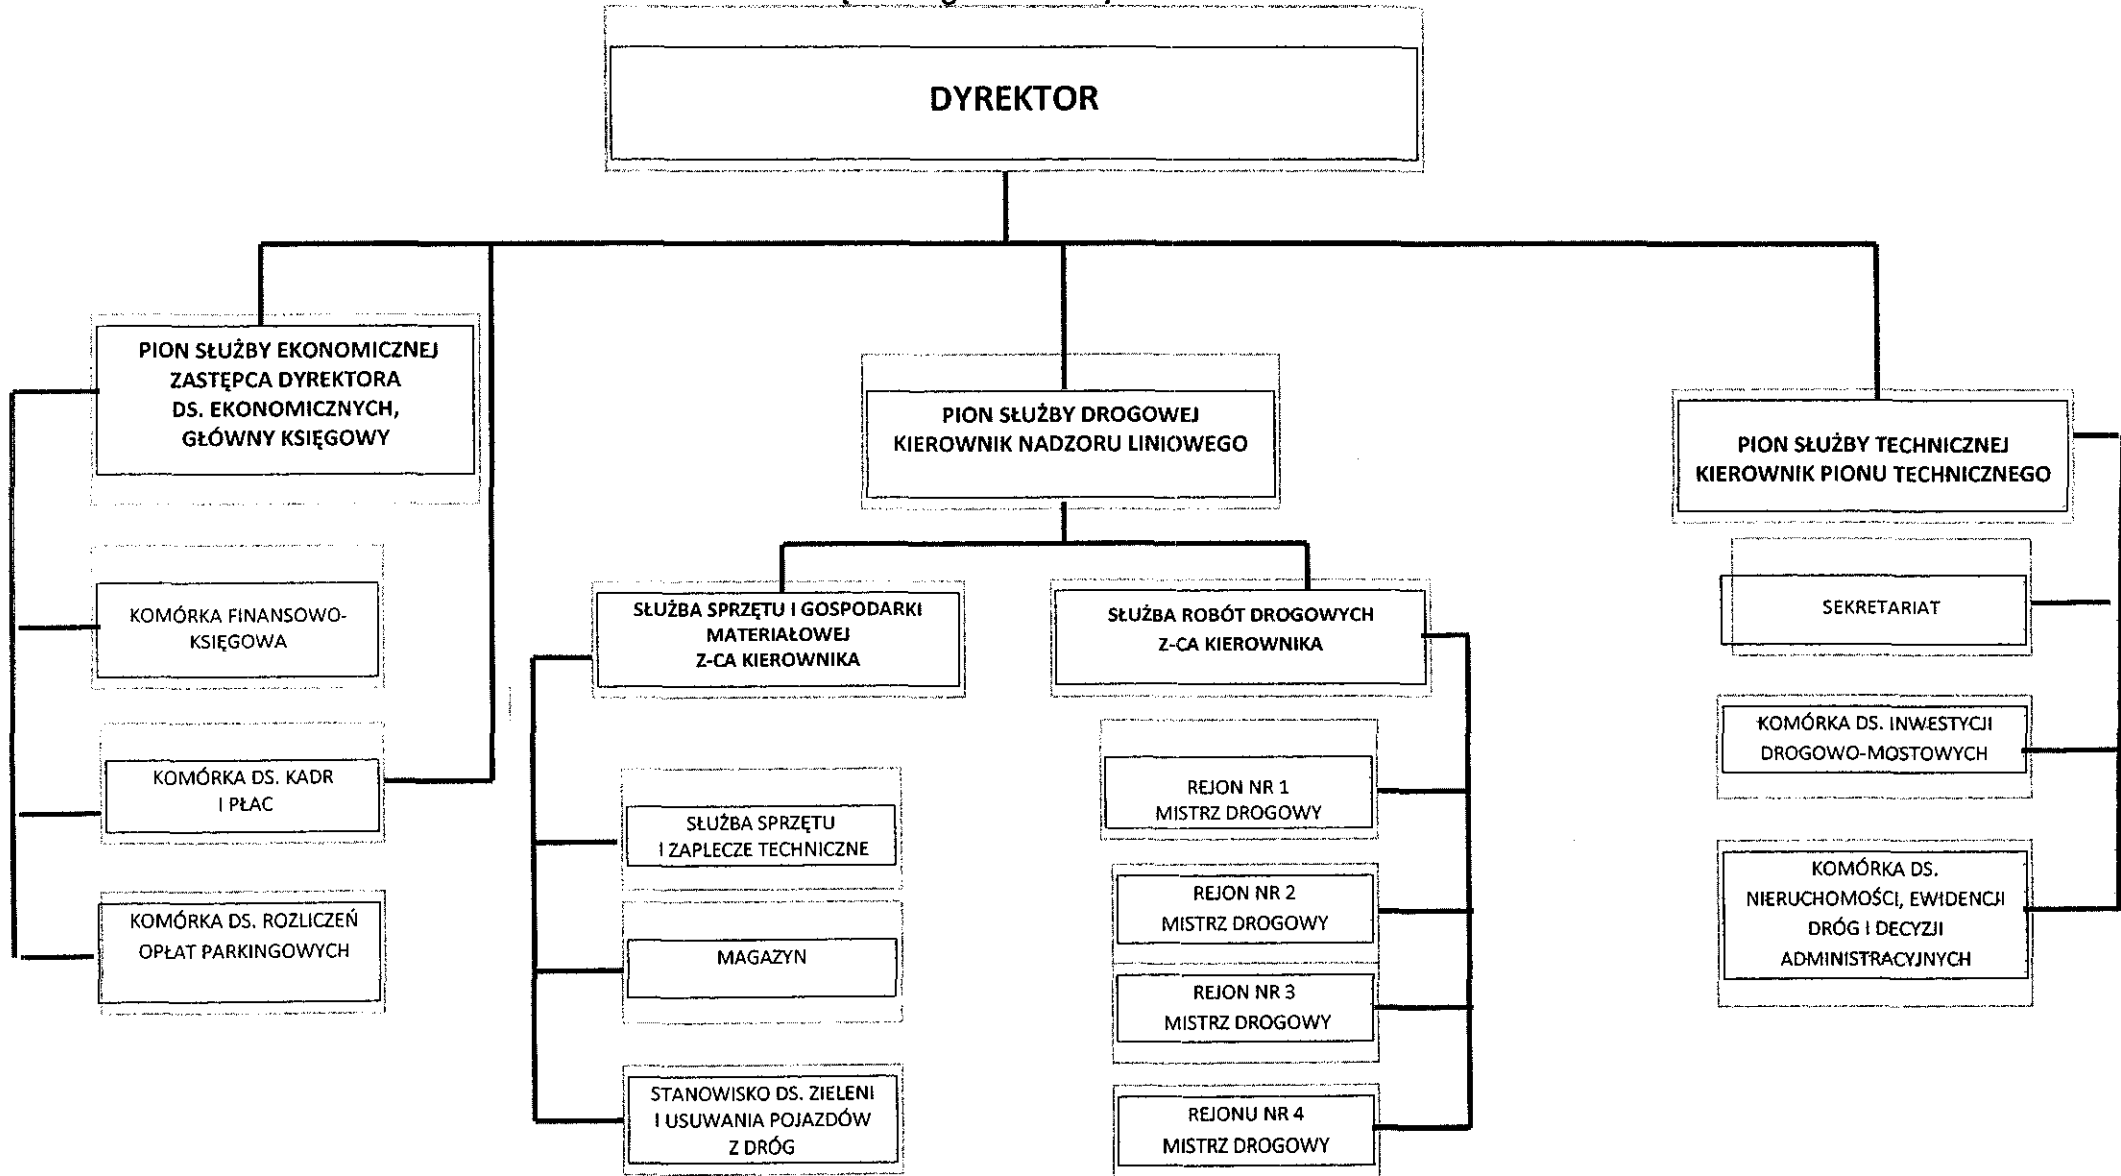 DYREKTOR
PION SŁUŻBY EKONOMICZNEJ
ZASTĘPCA DYREKTORA
DS. EKONOMICZNYCH,
GŁÓWNY KSIĘGOWY
KOMÓRKA FINANSOWO-
KSIĘGOWA
KOMÓRKA DS. KADR
I PŁAC
KOMÓRKA DS. ROZLICZEŃ
OPŁAT PARKINGOWYCH
PION SŁUŻBY DROGOWEJ
KIEROWNIK NADZORU LINIOWEGO
SŁUŻBA SPRZĘTU I GOSPODARKI
MATERIAŁOWEJ
Z-CA KIEROWNIKA
SŁUŻBA SPRZĘTU
I ZAPLECZE TECHNICZNE
MAGAZYN
STANOWISKO DS. ZIELENI
I USUWANIA POJAZDÓW
Z DRÓG
SŁUŻBA ROBÓT DROGOWYCH
Z-CA KIEROWNIKA
REJON NR 1
MISTRZ DROGOWY
REJON NR 2
MISTRZ DROGOWY
REJON NR 3
MISTRZ DROGOWY
REJONU NR 4
MISTRZ DROGOWY
PION SŁUŻBY TECHNICZNEJ
KIEROWNIK PIONU TECHNICZNEGO
SEKRETARIAT
KOMÓRKA DS. INWESTYCJI
DROGOWO-MOSTOWYCH
KOMÓRKA DS.
NIERUCHOMOŚCI, EWIDENCJI
DRÓG I DECYZJI
ADMINISTRACYJNYCH